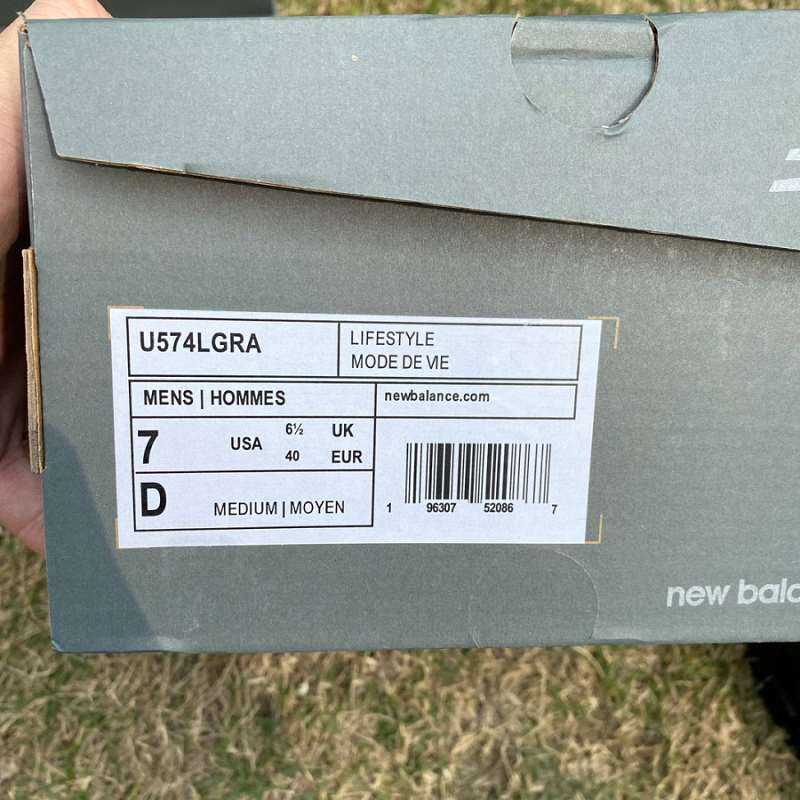 U574LGRA
LIFESTYLE
MODE DE VIE
MENS | HOMMES
newbalance.com
7 USA 6½ UK
40 EUR
D MEDIUM | MOYEN
1 96307 52086 7
new